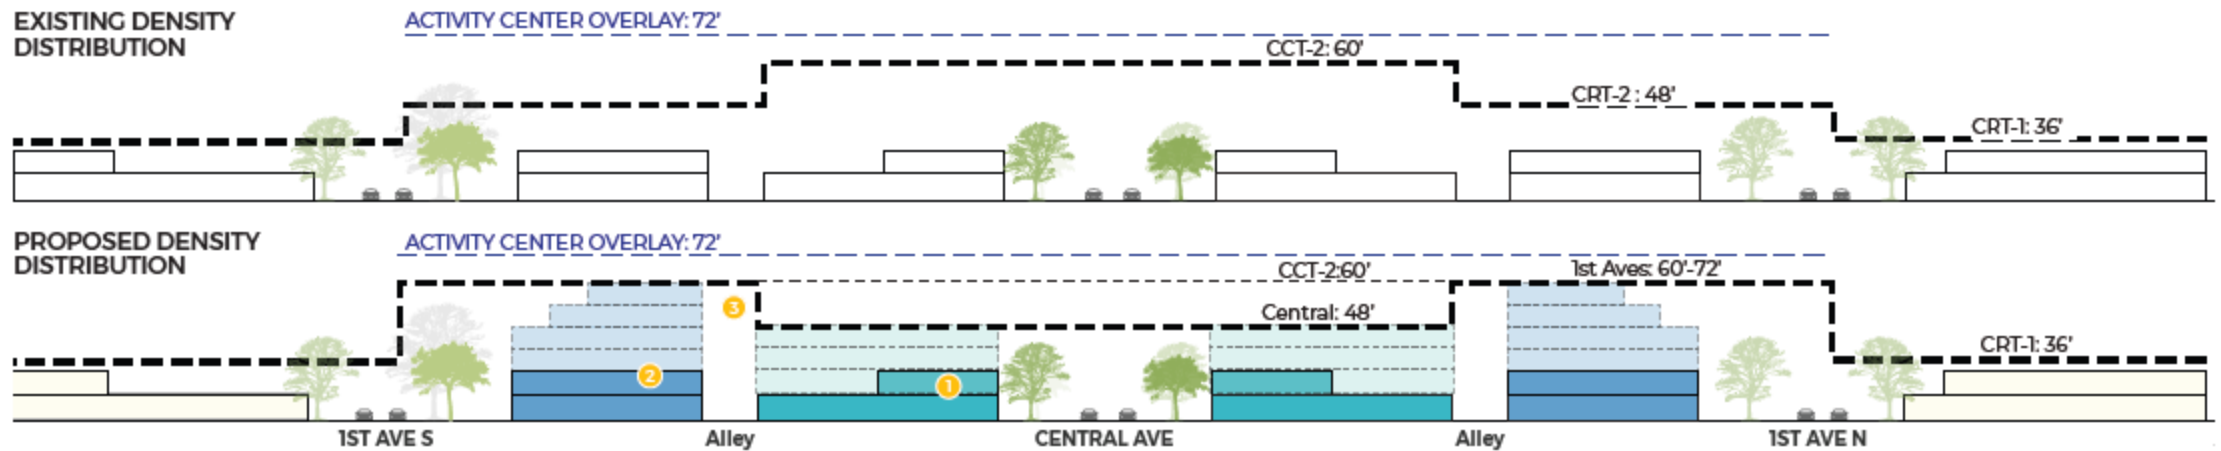 EXISTING DENSITY
DISTRIBUTION
ACTIVITY CENTER OVERLAY: 72'
CCT-2: 60'
CRT-2 : 48'
CRT-1: 36'
PROPOSED DENSITY
DISTRIBUTION
ACTIVITY CENTER OVERLAY: 72'
CCT-2:60'
1st Aves: 60'-72'
Central: 48'
CRT-1: 36'
3
2
1
1ST AVE S
Alley
CENTRAL AVE
Alley
1ST AVE N